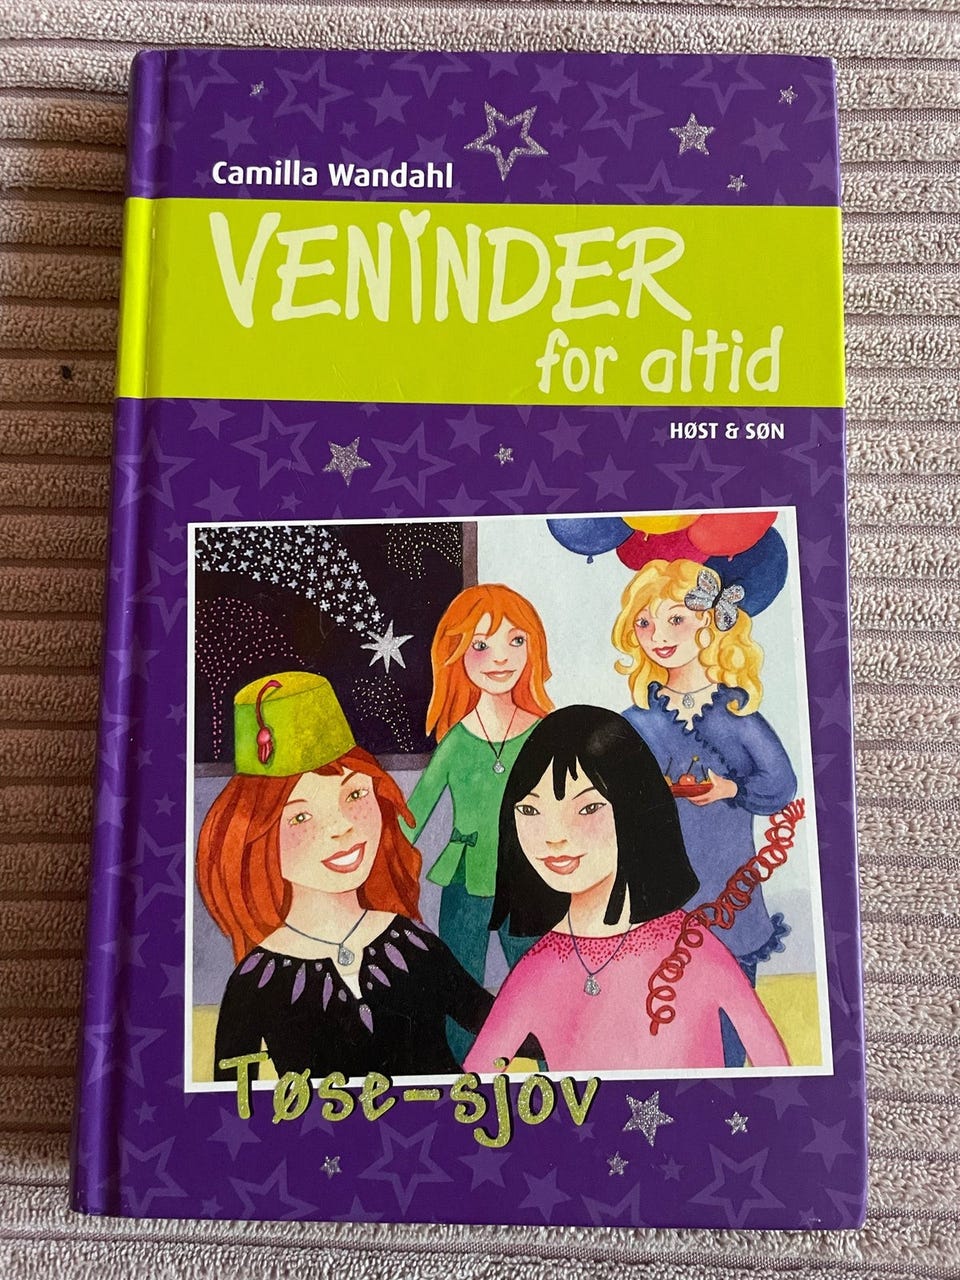 Camilla Wandahl
VENINDER
for altid
HØST & SØN
Tøse-sjov